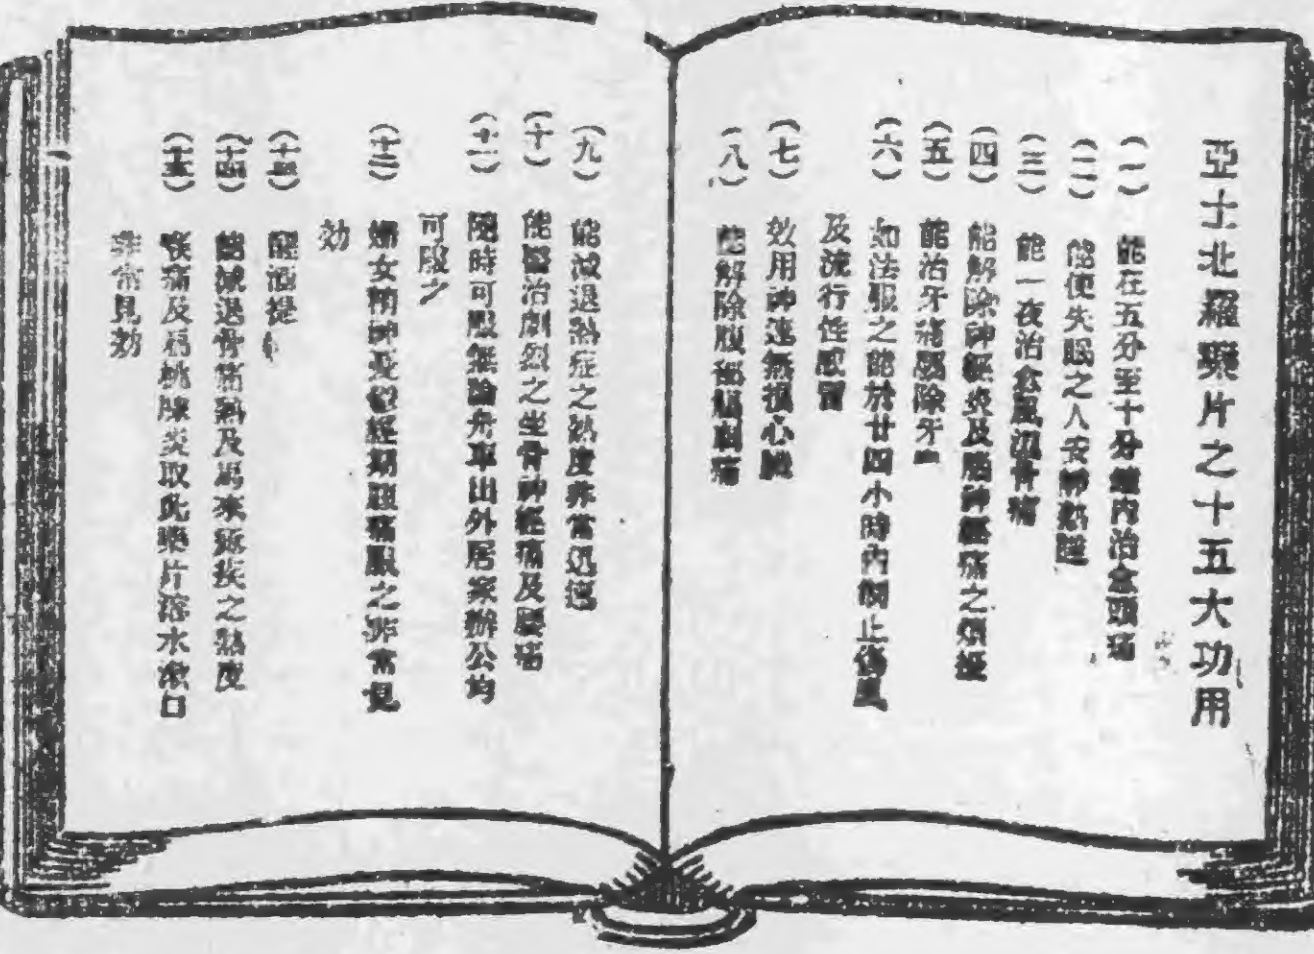 亞士北羅藥片之十五大功用
(一) 能在五分至十分鐘內治愈頭痛
(二) 能使失眠之人安靜熟睡
(三) 能一夜治愈風濕骨痛
(四) 能解除神經炎及腦神經痛之煩擾
(五) 能治牙痛及除牙
(六) 如法服之能於廿四小時內制止傷風
及流行性感冒
(七) 效用神速無損心臟
(八) 能解除腹部刺痛
(九) 能減退熱症之熱度非常迅速
(十) 能醫治劇烈之坐骨神經痛及腰痛
(十一) 隨時可服無論舟車出外居家辦公均
可服之
(十二) 婦女精神憂鬱經期頭痛服之非常見
効
(十三) 醒酒提
(十四) 能減退骨痛熱及馬來瘧疾之熱度
(十五) 喉痛及扁桃腺炎取此藥片溶水漱口
非常見効